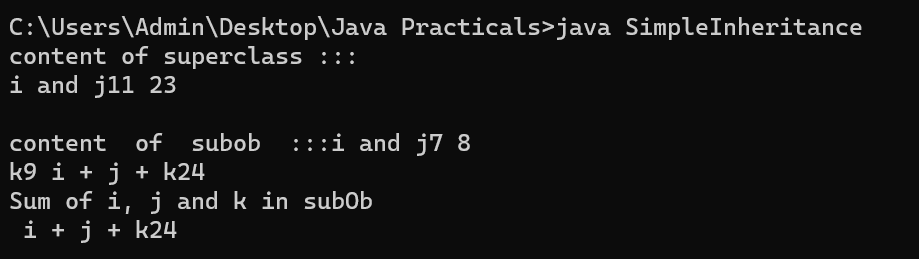 C:\Users\Admin\Desktop\Java Practicals>java SimpleInheritance
content of superclass :::
i and j11 23

content  of  subob  :::i and j7 8
k9 i + j + k24
Sum of i, j and k in subOb
 i + j + k24